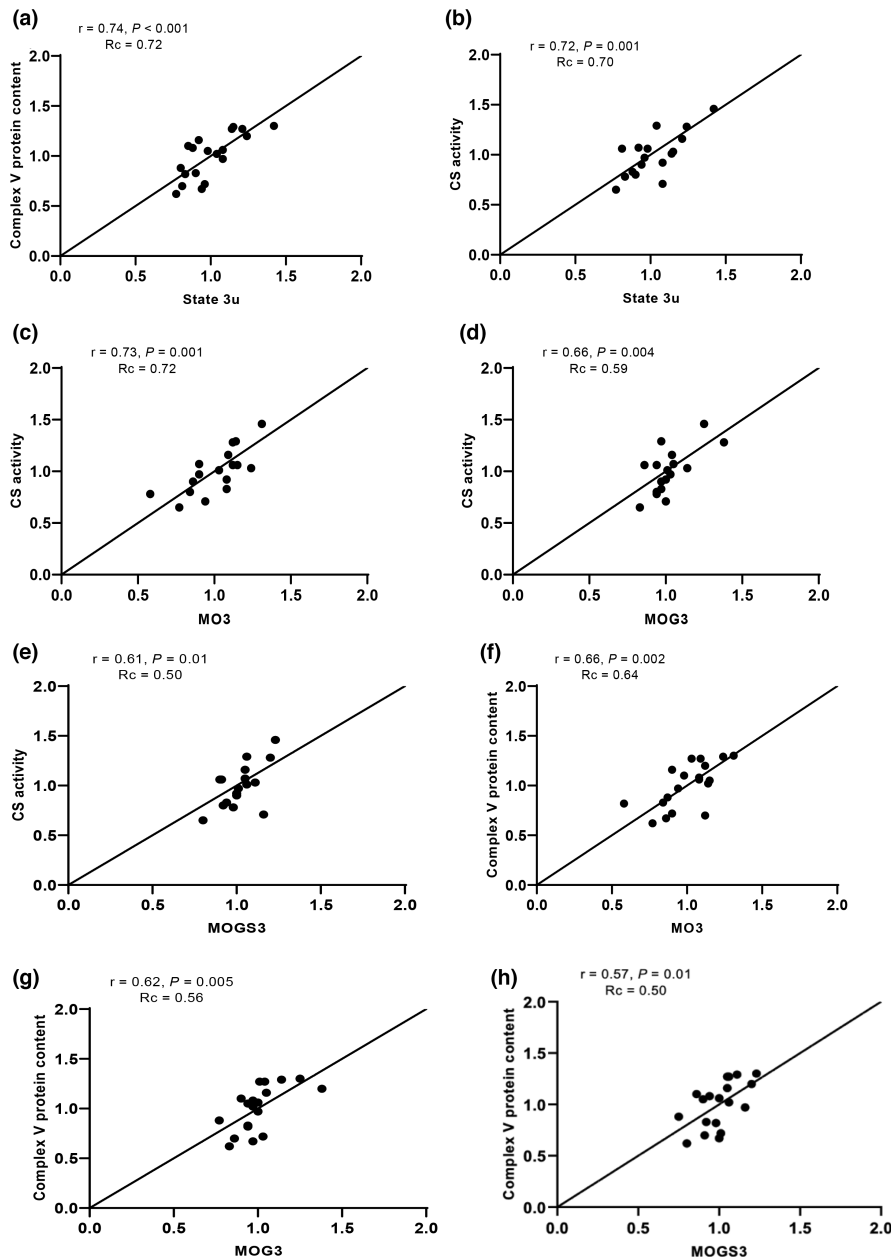 (a)
r = 0.74, P < 0.001
Rc = 0.72
Complex V protein content
2.0
1.5
1.0
0.5
0.0
0.0 0.5 1.0 1.5 2.0
State 3u
(b)
r = 0.72, P = 0.001
Rc = 0.70
CS activity
2.0
1.5
1.0
0.5
0.0
0.0 0.5 1.0 1.5 2.0
State 3u
(c)
r = 0.73, P = 0.001
Rc = 0.72
CS activity
2.0
1.5
1.0
0.5
0.0
0.0 0.5 1.0 1.5 2.0
MO3
(d)
r = 0.66, P = 0.004
Rc = 0.59
CS activity
2.0
1.5
1.0
0.5
0.0
0.0 0.5 1.0 1.5 2.0
MOG3
(e)
r = 0.61, P = 0.01
Rc = 0.50
CS activity
2.0
1.5
1.0
0.5
0.0
0.0 0.5 1.0 1.5 2.0
MOGS3
(f)
r = 0.66, P = 0.002
Rc = 0.64
Complex V protein content
2.0
1.5
1.0
0.5
0.0
0.0 0.5 1.0 1.5 2.0
MO3
(g)
r = 0.62, P = 0.005
Rc = 0.56
Complex V protein content
2.0
1.5
1.0
0.5
0.0
0.0 0.5 1.0 1.5 2.0
MOG3
(h)
r = 0.57, P = 0.01
Rc = 0.50
Complex V protein content
2.0
1.5
1.0
0.5
0.0
0.0 0.5 1.0 1.5 2.0
MOGS3